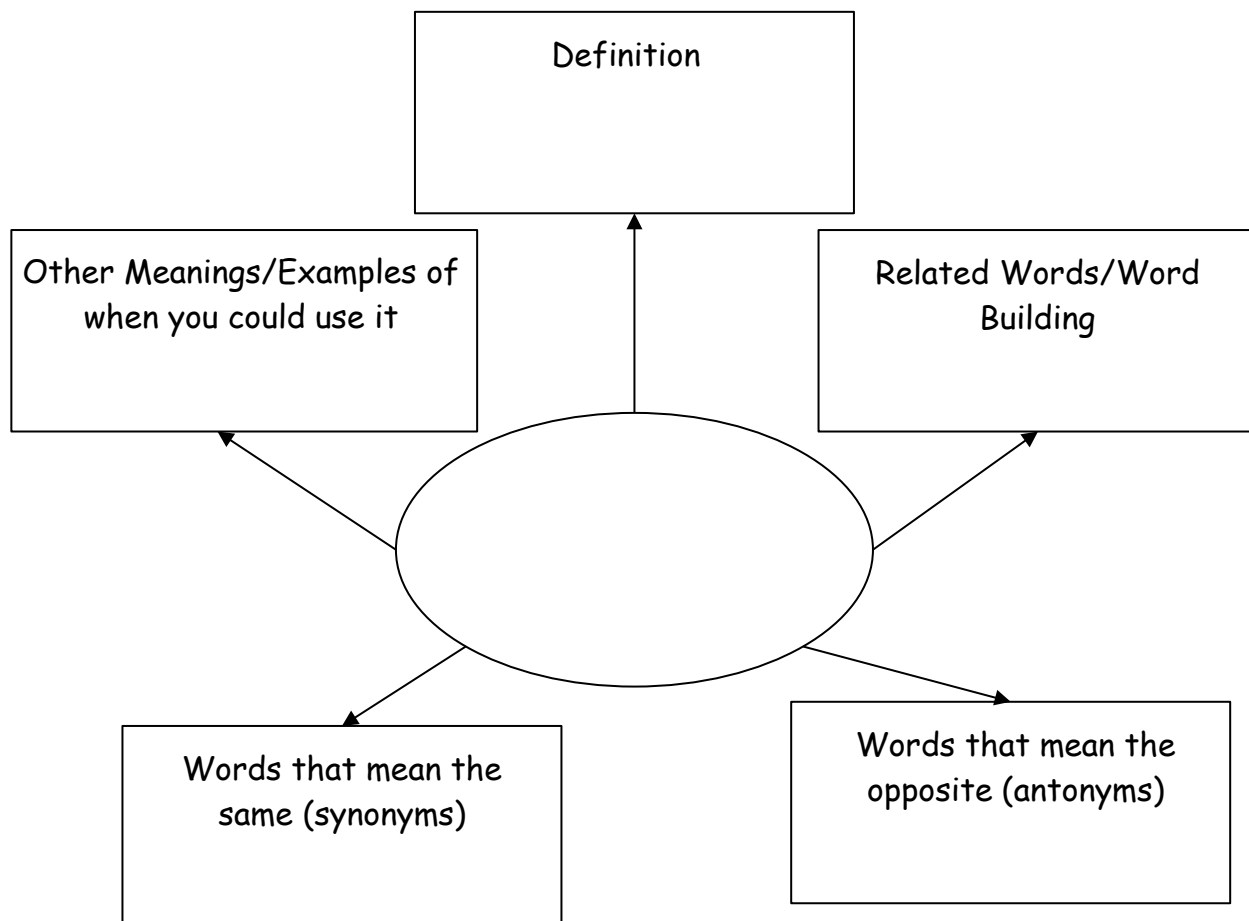 Definition
Other Meanings/Examples of
when you could use it
Related Words/Word
Building
Words that mean the
same (synonyms)
Words that mean the
opposite (antonyms)